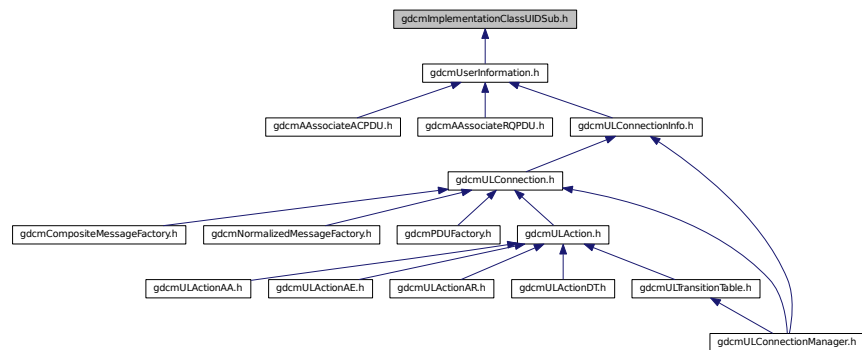 gdcmImplementationClassUIDSub.h
gdcmUserInformation.h
gdcmAAssociateACPDU.h
gdcmAAssociateRQPDU.h
gdcmULConnectionInfo.h
gdcmULConnection.h
gdcmCompositeMessageFactory.h
gdcmNormalizedMessageFactory.h
gdcmPDUFactory.h
gdcmULAction.h
gdcmULActionAA.h
gdcmULActionAE.h
gdcmULActionAR.h
gdcmULActionDT.h
gdcmULTransitionTable.h
gdcmULConnectionManager.h